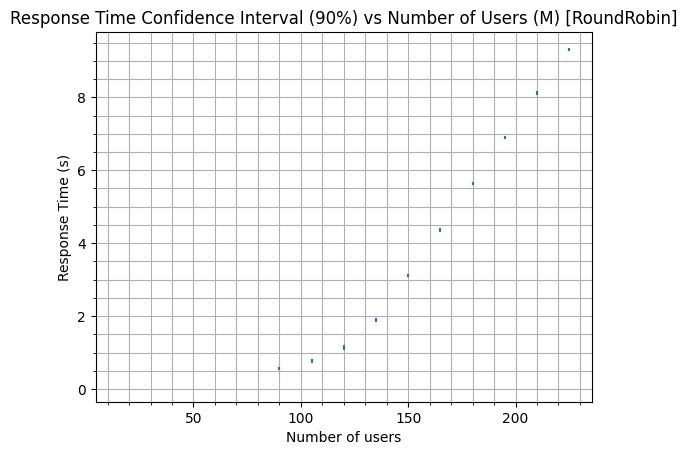 Response Time Confidence Interval (90%) vs Number of Users (M) [RoundRobin]
8
6
4
2
0
Response Time (s)
50 100 150 200
Number of users